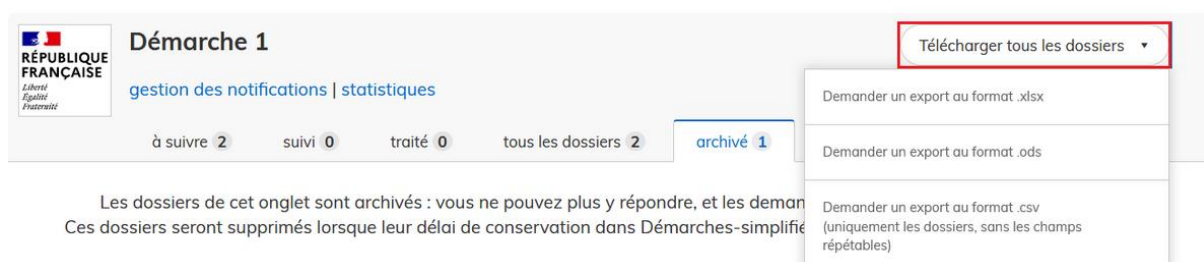 RÉPUBLIQUE
FRANÇAISE
Liberté
Égalité
Fraternité
Démarche 1
gestion des notifications | statistiques
Télécharger tous les dossiers
Demander un export au format .xlsx
Demander un export au format .ods
Demander un export au format .csv
(uniquement les dossiers, sans les champs
répétables)
à suivre 2 suivi 0 traité 0 tous les dossiers 2 archivé 1
Les dossiers de cet onglet sont archivés : vous ne pouvez plus y répondre, et les deman
Ces dossiers seront supprimés lorsque leur délai de conservation dans Démarches-simplifié